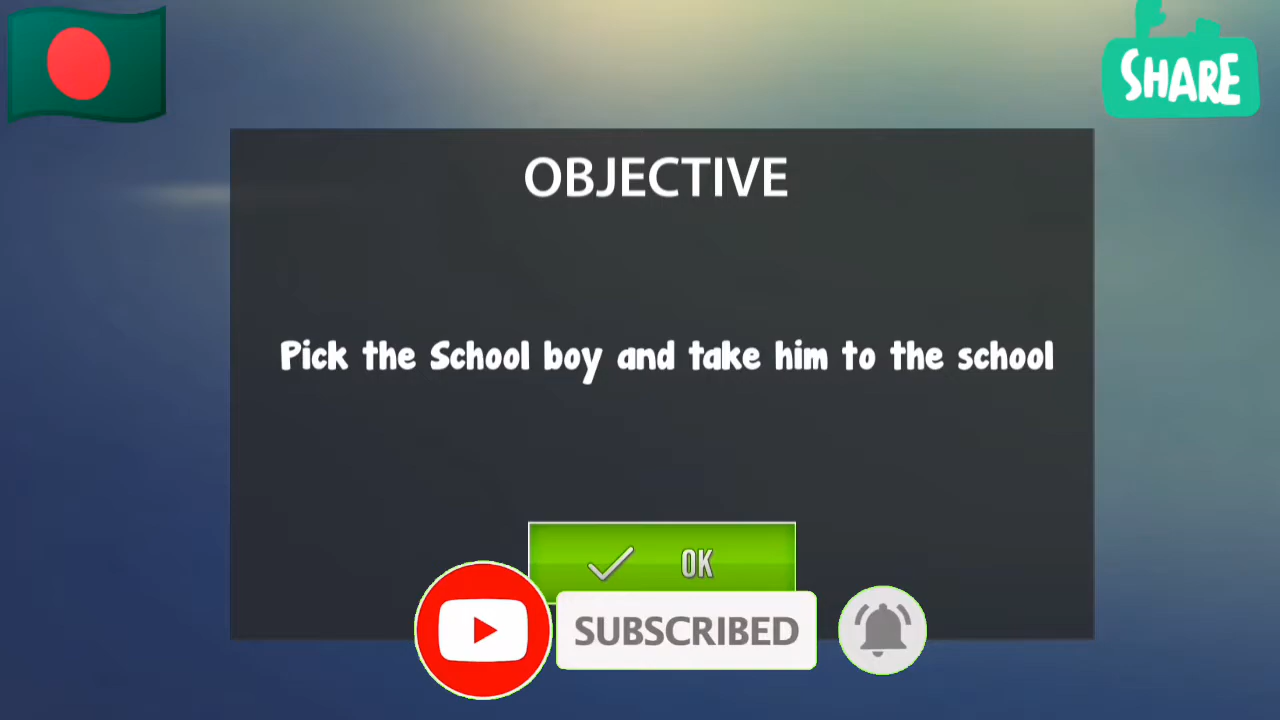 SHARE
OBJECTIVE
Pick the School boy and take him to the school
OK
SUBSCRIBED